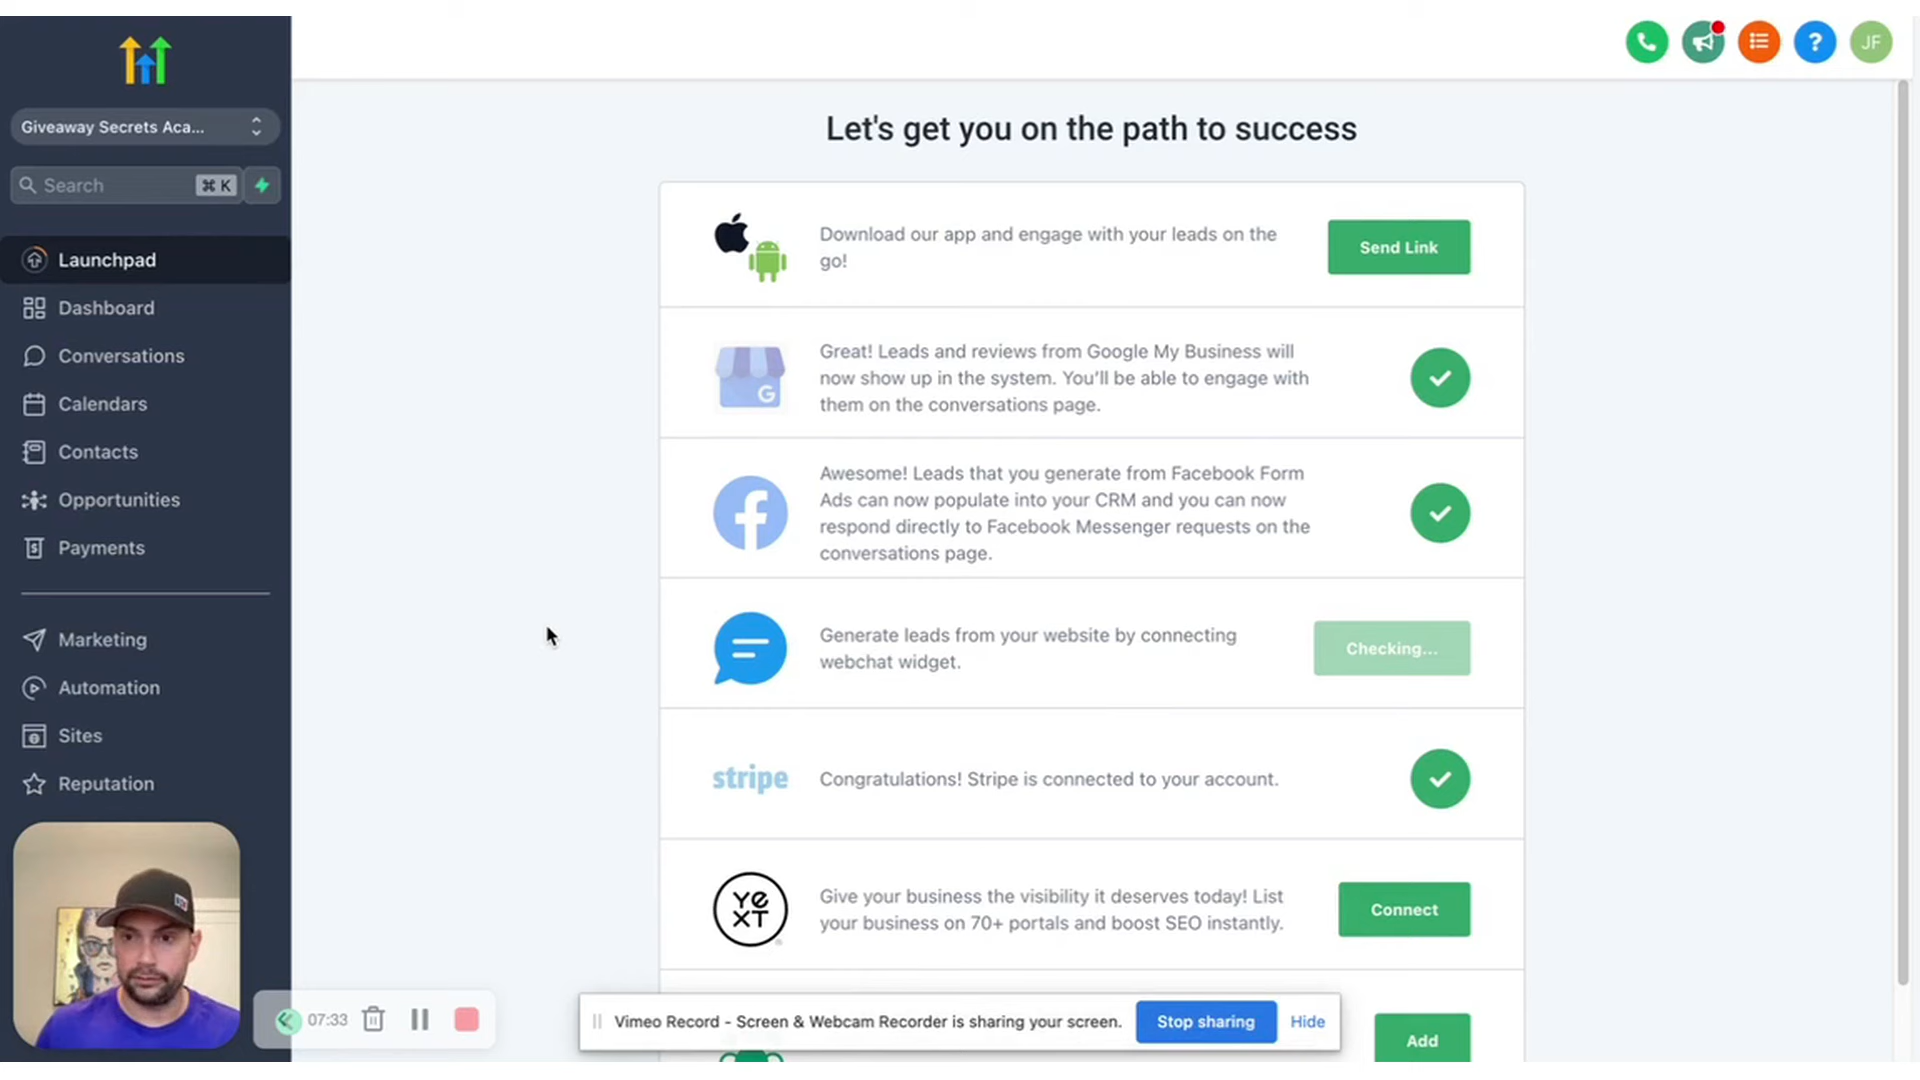 Giveaway Secrets Aca...
Search
⌘ K
Launchpad
Dashboard
Conversations
Calendars
Contacts
Opportunities
Payments
Marketing
Automation
Sites
Reputation
07:33
JF
Let's get you on the path to success
Download our app and engage with your leads on the
go!
Send Link
G
Great! Leads and reviews from Google My Business will
now show up in the system. You’ll be able to engage with
them on the conversations page.
Awesome! Leads that you generate from Facebook Form
Ads can now populate into your CRM and you can now
respond directly to Facebook Messenger requests on the
conversations page.
Generate leads from your website by connecting
webchat widget.
Checking...
stripe
Congratulations! Stripe is connected to your account.
YE
XT
Give your business the visibility it deserves today! List
your business on 70+ portals and boost SEO instantly.
Connect
Vimeo Record - Screen & Webcam Recorder is sharing your screen.
Stop sharing
Hide
Add